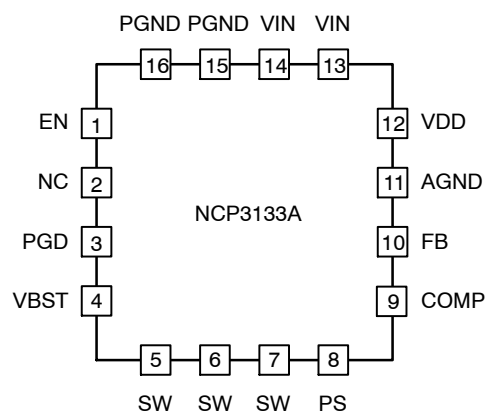 PGND PGND VIN VIN
16 15 14 13
EN 1 12 VDD
NC 2 11 AGND
NCP3133A
PGD 3 10 FB
VBST 4 9 COMP
5 6 7 8
SW SW SW PS